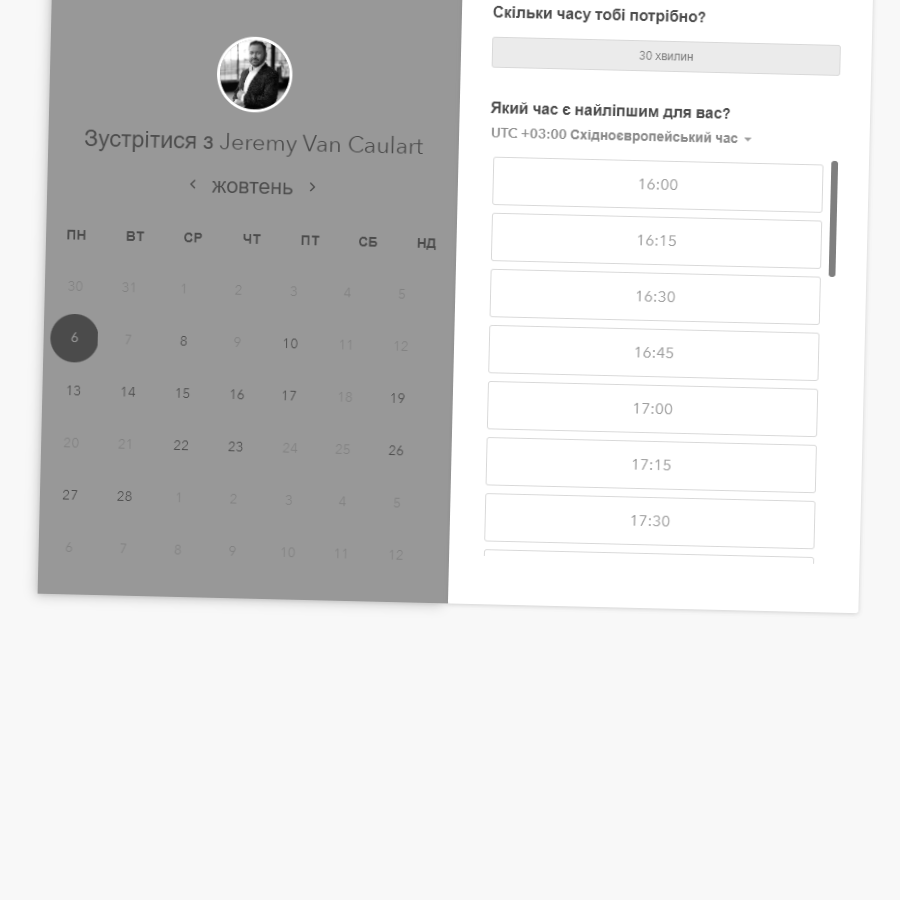 Зустрітися з Jeremy Van Caulart
жовтень
ПН ВТ СР ЧТ ПТ СБ НД
30 31 1 2 3 4 5
6 7 8 9 10 11 12
13 14 15 16 17 18 19
20 21 22 23 24 25 26
27 28 1 2 3 4 5
6 7 8 9 10 11 12
Скільки часу тобі потрібно?
30 хвилин
Який час є найліпшим для вас?
UTC +03:00 Східноєвропейський час
16:00
16:15
16:30
16:45
17:00
17:15
17:30